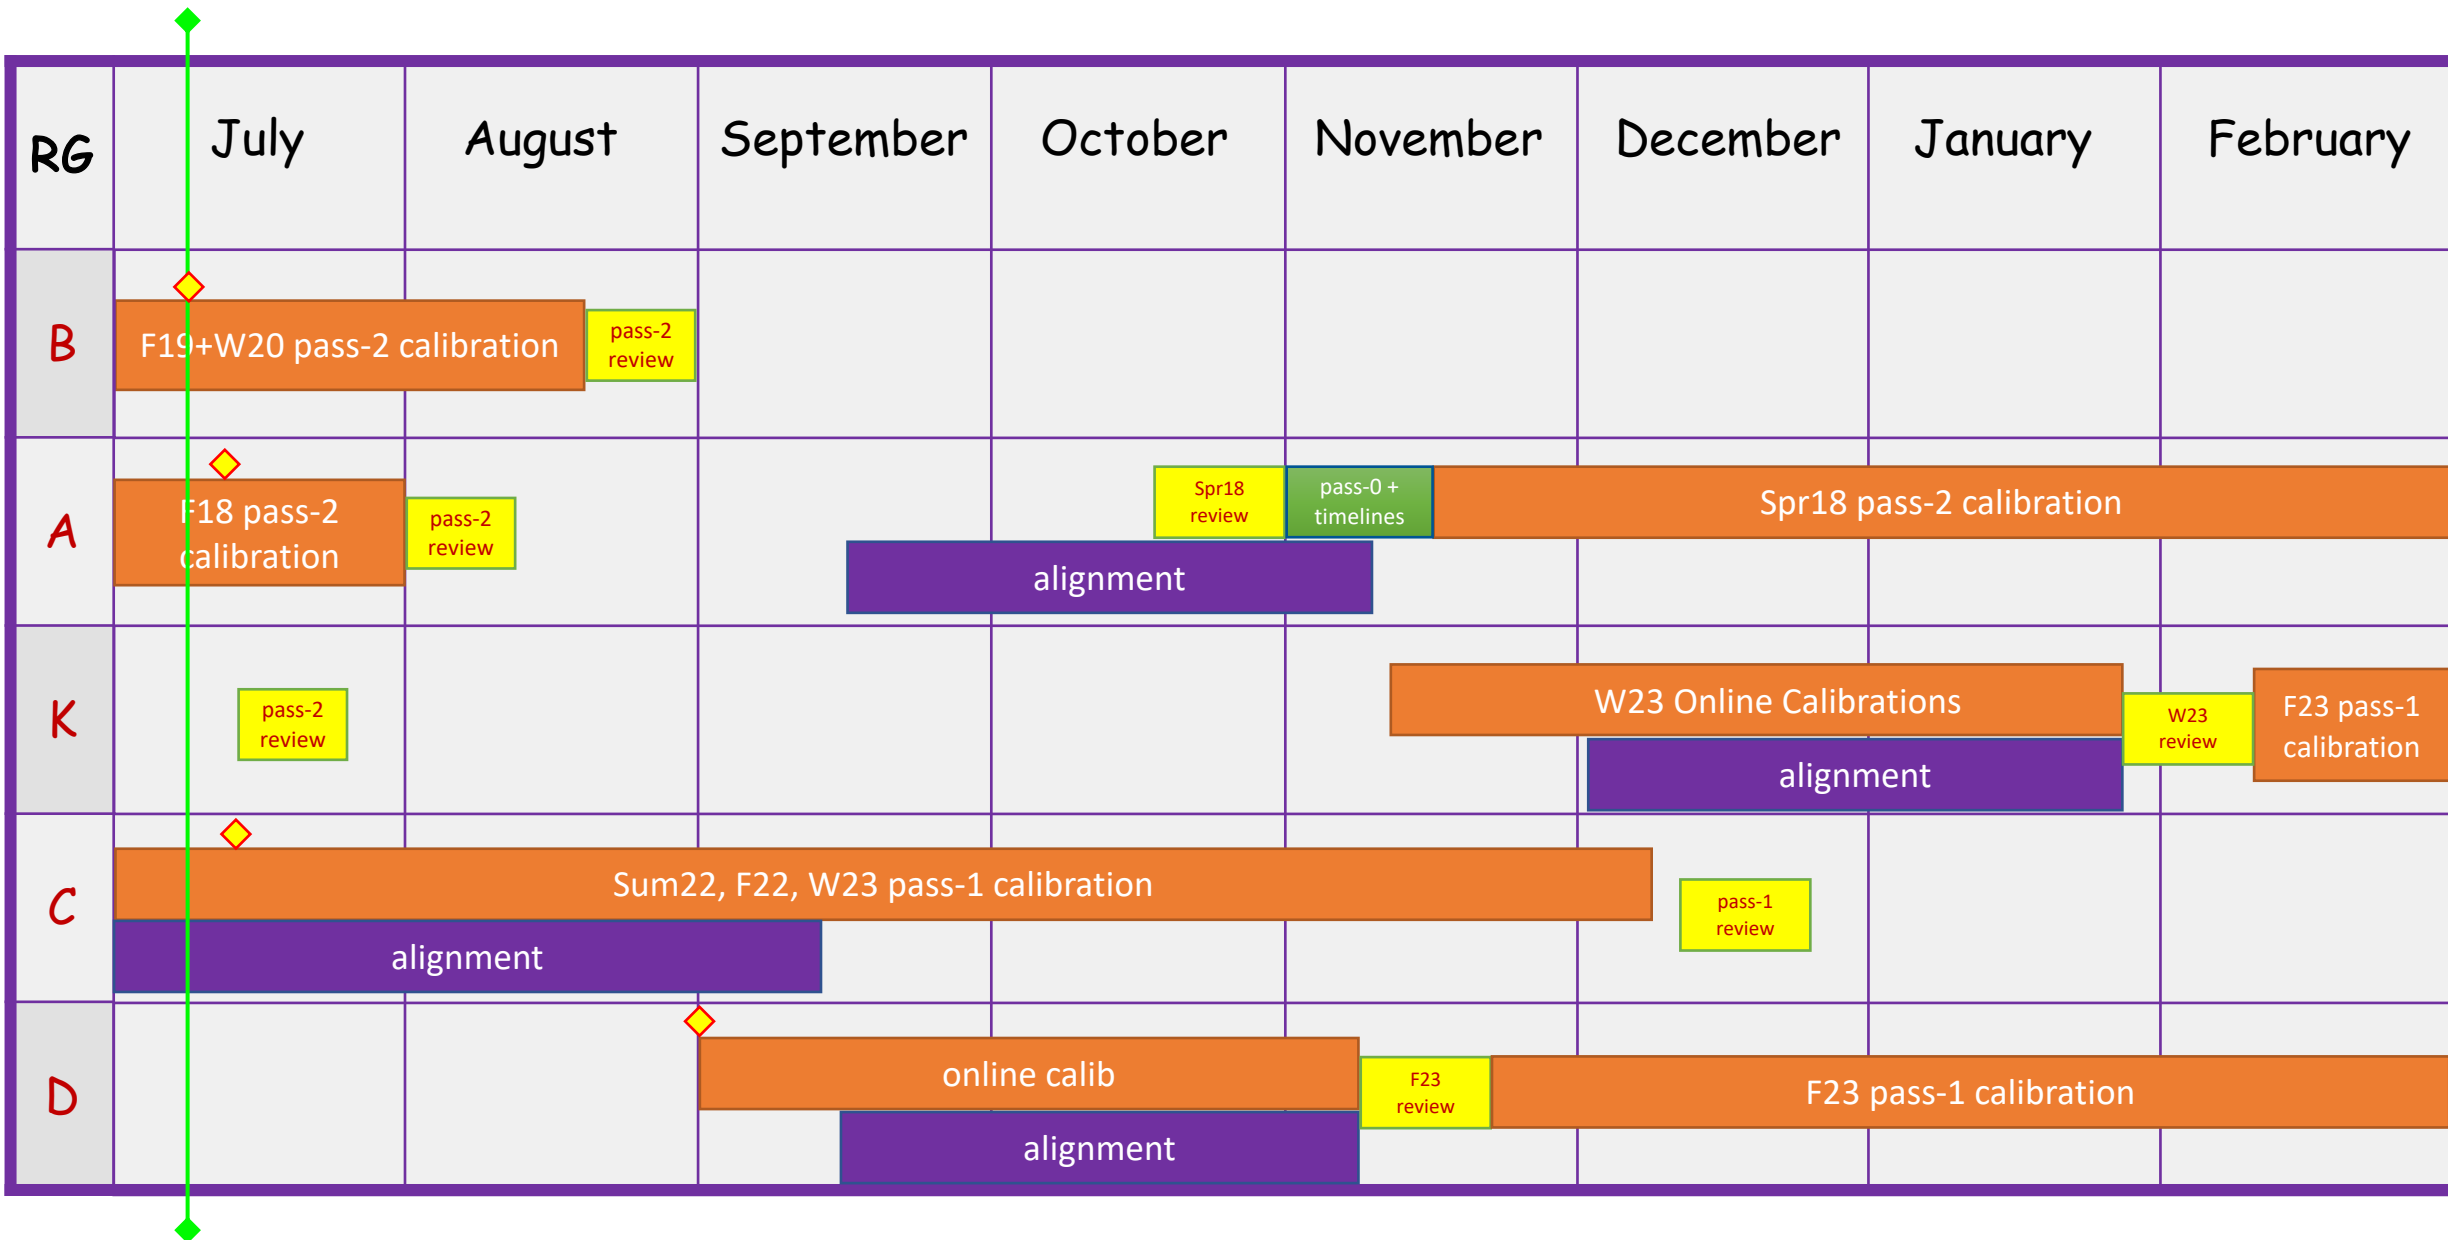 RG
July
August
September
October
November
December
January
February
B
F19+W20 pass-2 calibration
pass-2
review
A
F18 pass-2
calibration
pass-2
review
Spr18
review
pass-0 +
timelines
Spr18 pass-2 calibration
alignment
K
pass-2
review
W23 Online Calibrations
alignment
W23
review
F23 pass-1
calibration
C
Sum22, F22, W23 pass-1 calibration
alignment
pass-1
review
D
online calib
alignment
F23
review
F23 pass-1 calibration